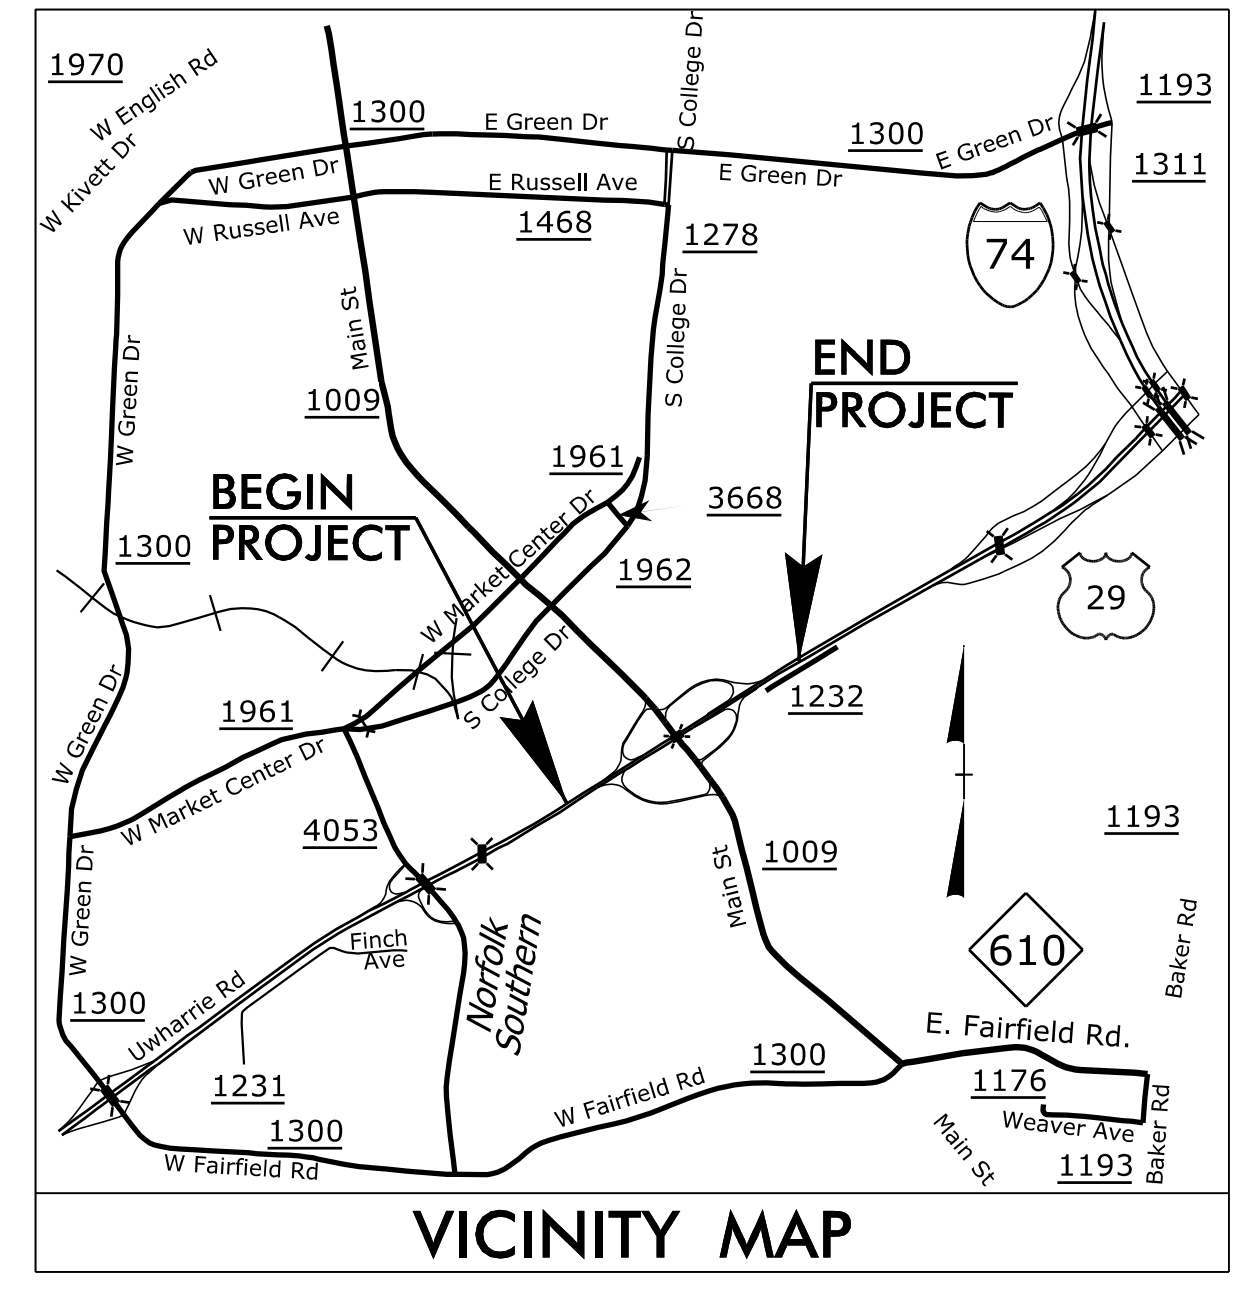 1970
W English Rd
W Kivett Dr
1300
E Green Dr
S College Dr
1300
E Green Dr
1193
1311
W Green Dr
E Russell Ave
E Green Dr
W Russell Ave
1468
1278
74
Main St
S College Dr
W Green Dr
1009
END
PROJECT
1961
BEGIN
PROJECT
3668
W Market Center Dr
1300
1962
29
W Green Dr
S College Dr
1961
1232
W Market Center Dr
4053
1193
W Green Dr
Main St
1009
Finch
Ave
Norfolk
Southern
610
Baker Rd
1300
Uwharrie Rd
E. Fairfield Rd.
1231
1300
1176
W Fairfield Rd
Weaver Ave
1300
W Fairfield Rd
Main St
1193
Baker Rd
VICINITY MAP